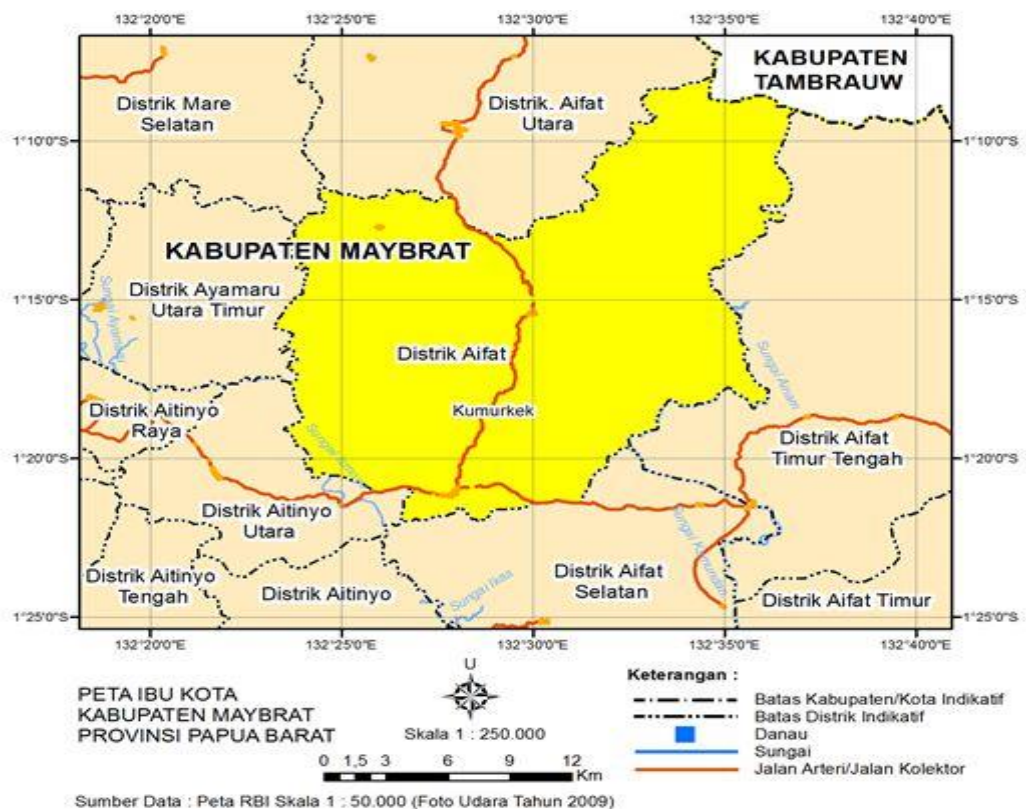 132°20'0"E 132°25'0"E 132°30'0"E 132°35'0"E 132°40'0"E
KABUPATEN
TAMBRAUW
Distrik Mare
Selatan
Distrik. Aifat
Utara
1°10'0"S 1°10'0"S
KABUPATEN MAYBRAT
Distrik Ayamaru
Utara Timur
1°15'0"S 1°15'0"S
Distrik Aifat
Kumurkek
Distrik Aitinyo
Raya
Distrik Aifat
Timur Tengah
1°20'0"S 1°20'0"S
Distrik Aitinyo
Utara
Distrik Aitinyo
Tengah
Distrik Aitinyo
Sungai Ikaa
Distrik Aifat
Selatan
Sungai Kamundan
Distrik Aifat Timur
1°25'0"S 1°25'0"S
132°20'0"E 132°25'0"E 132°30'0"E 132°35'0"E 132°40'0"E
PETA IBU KOTA
KABUPATEN MAYBRAT
PROVINSI PAPUA BARAT
U
Skala 1 : 250.000
0 1,5 3 6 9 12
Km
Keterangan :
Batas Kabupaten/Kota Indikatif
Batas Distrik Indikatif
Danau
Sungai
Jalan Arteri/Jalan Kolektor
Sumber Data : Peta RBI Skala 1 : 50.000 (Foto Udara Tahun 2009)